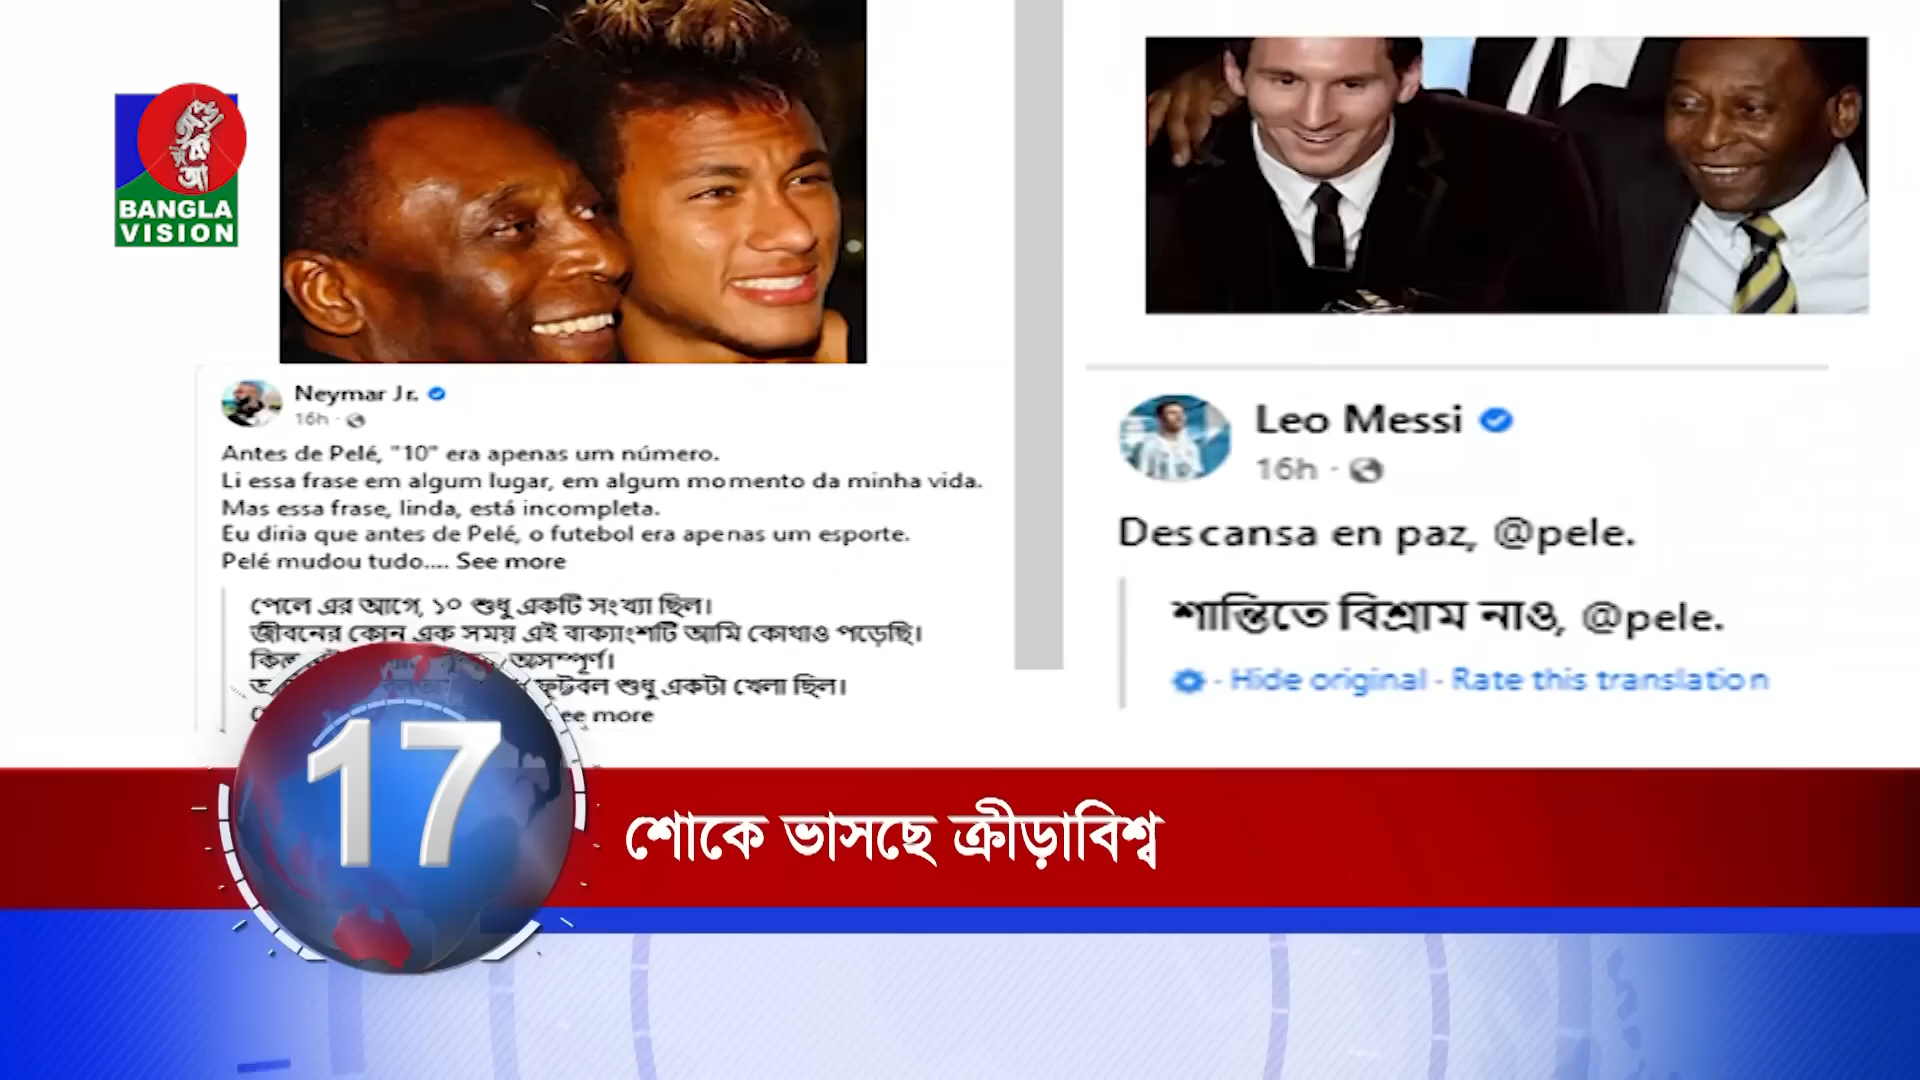 BANGLA
VISION
Neymar Jr.
16h
Antes de Pelé, "10" era apenas um número.
Li essa frase em algum lugar, em algum momento da minha vida.
Mas essa frase, linda, está incompleta.
Eu diria que antes de Pelé, o futebol era apenas um esporte.
Pelé mudou tudo.... See more
পেলে এর আগে, ১০ শুধু একটি সংখ্যা ছিল।
জীবনের কোন এক সময় এই বাক্যাংশটি আমি কোথাও পড়েছি।
অসম্পূর্ণ।
ফুটবল শুধু একটা খেলা ছিল।
more
Leo Messi
16h
Descansa en paz, @pele.
শান্তিতে বিশ্রাম নাও, @pele.
- Hide original · Rate this translation
17
শোকে ভাসছে ক্রীড়াবিশ্ব